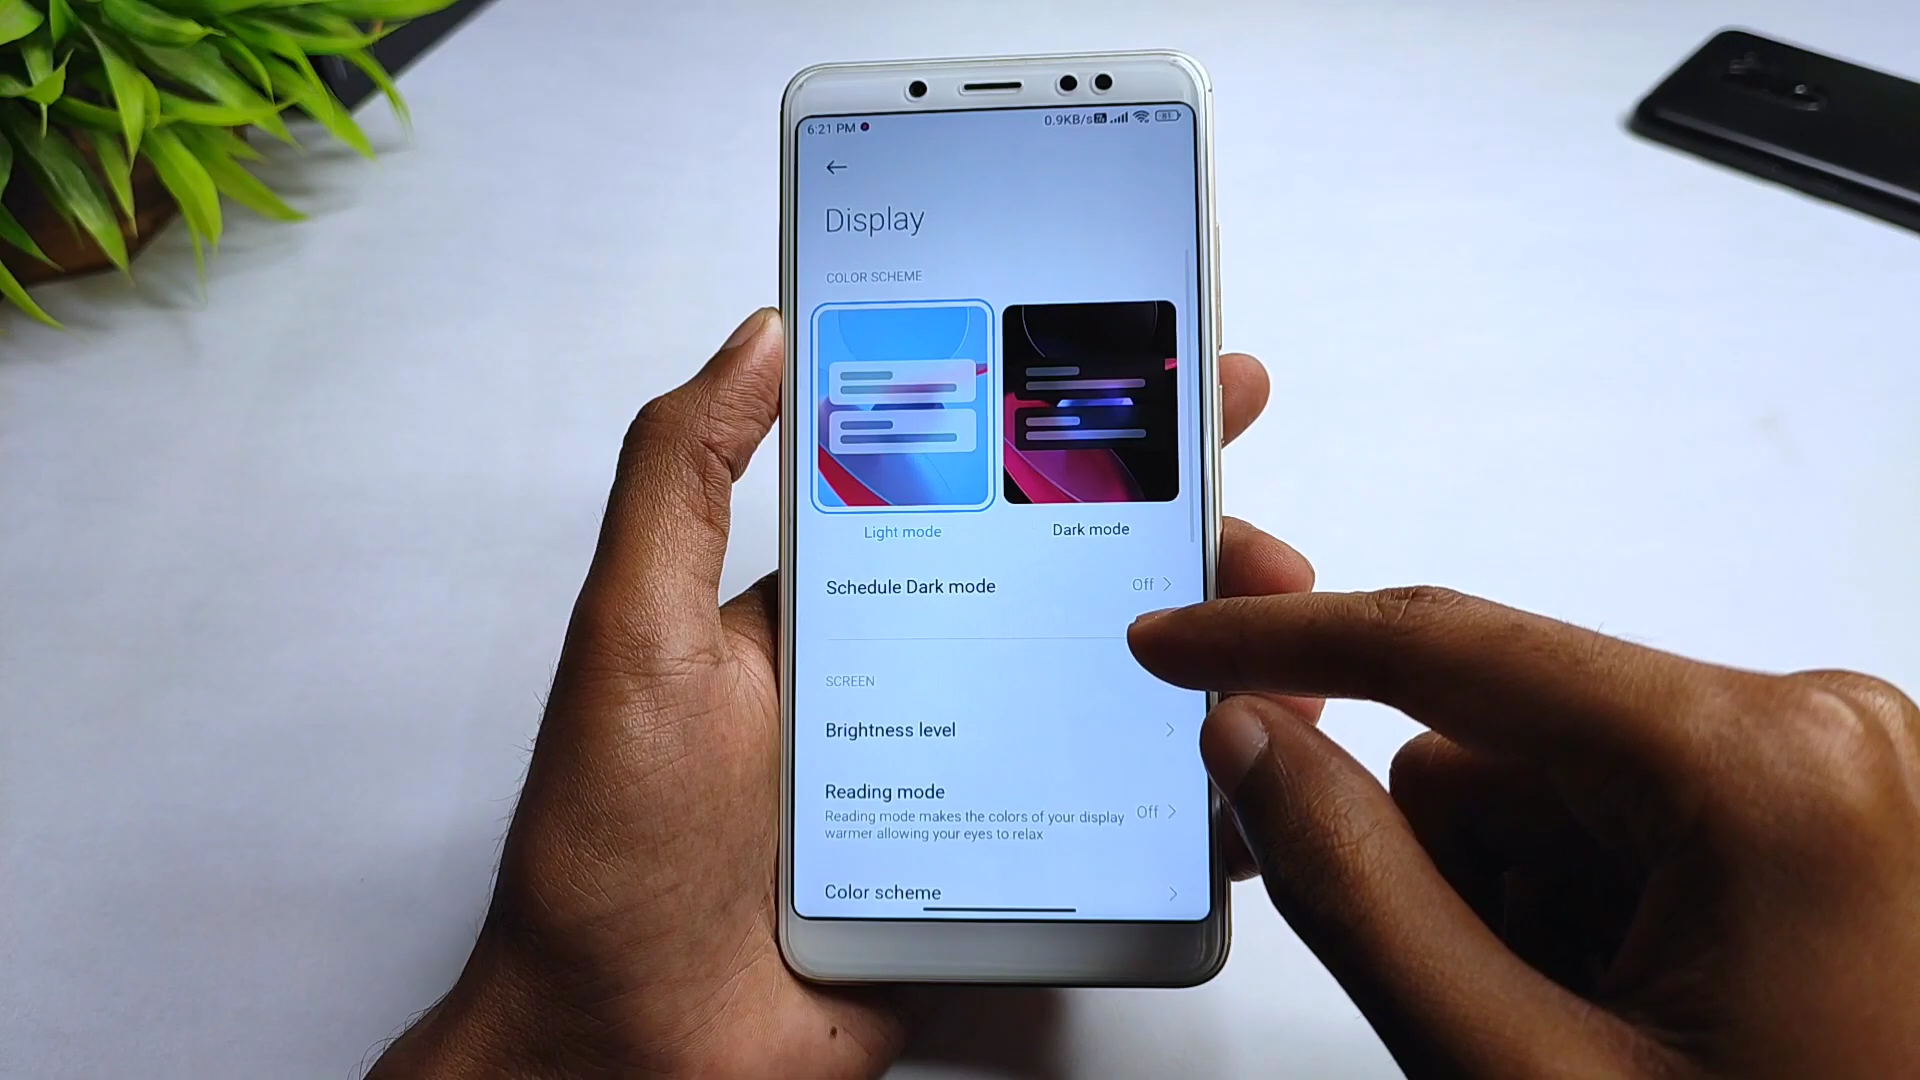 6:21 PM 0.9KB/s 81
Display
COLOR SCHEME
Light mode Dark mode
Schedule Dark mode Off
SCREEN
Brightness level
Reading mode
Reading mode makes the colors of your display Off
warmer allowing your eyes to relax
Color scheme